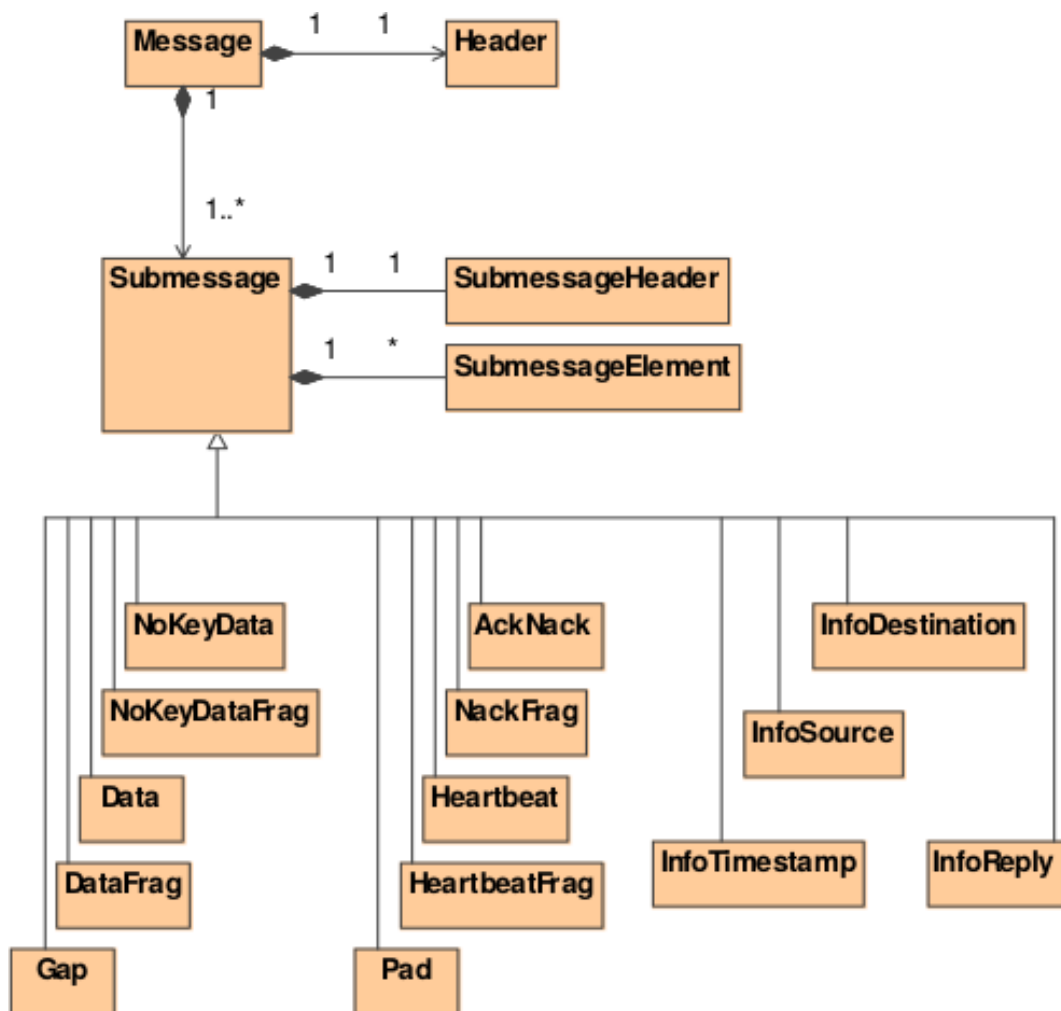 Message
1 1
Header
1
1..*
Submessage
1 1
SubmessageHeader
1 *
SubmessageElement
NoKeyData
AckNack
InfoDestination
NoKeyDataFrag
NackFrag
InfoSource
Data
Heartbeat
InfoTimestamp
InfoReply
DataFrag
HeartbeatFrag
Gap
Pad